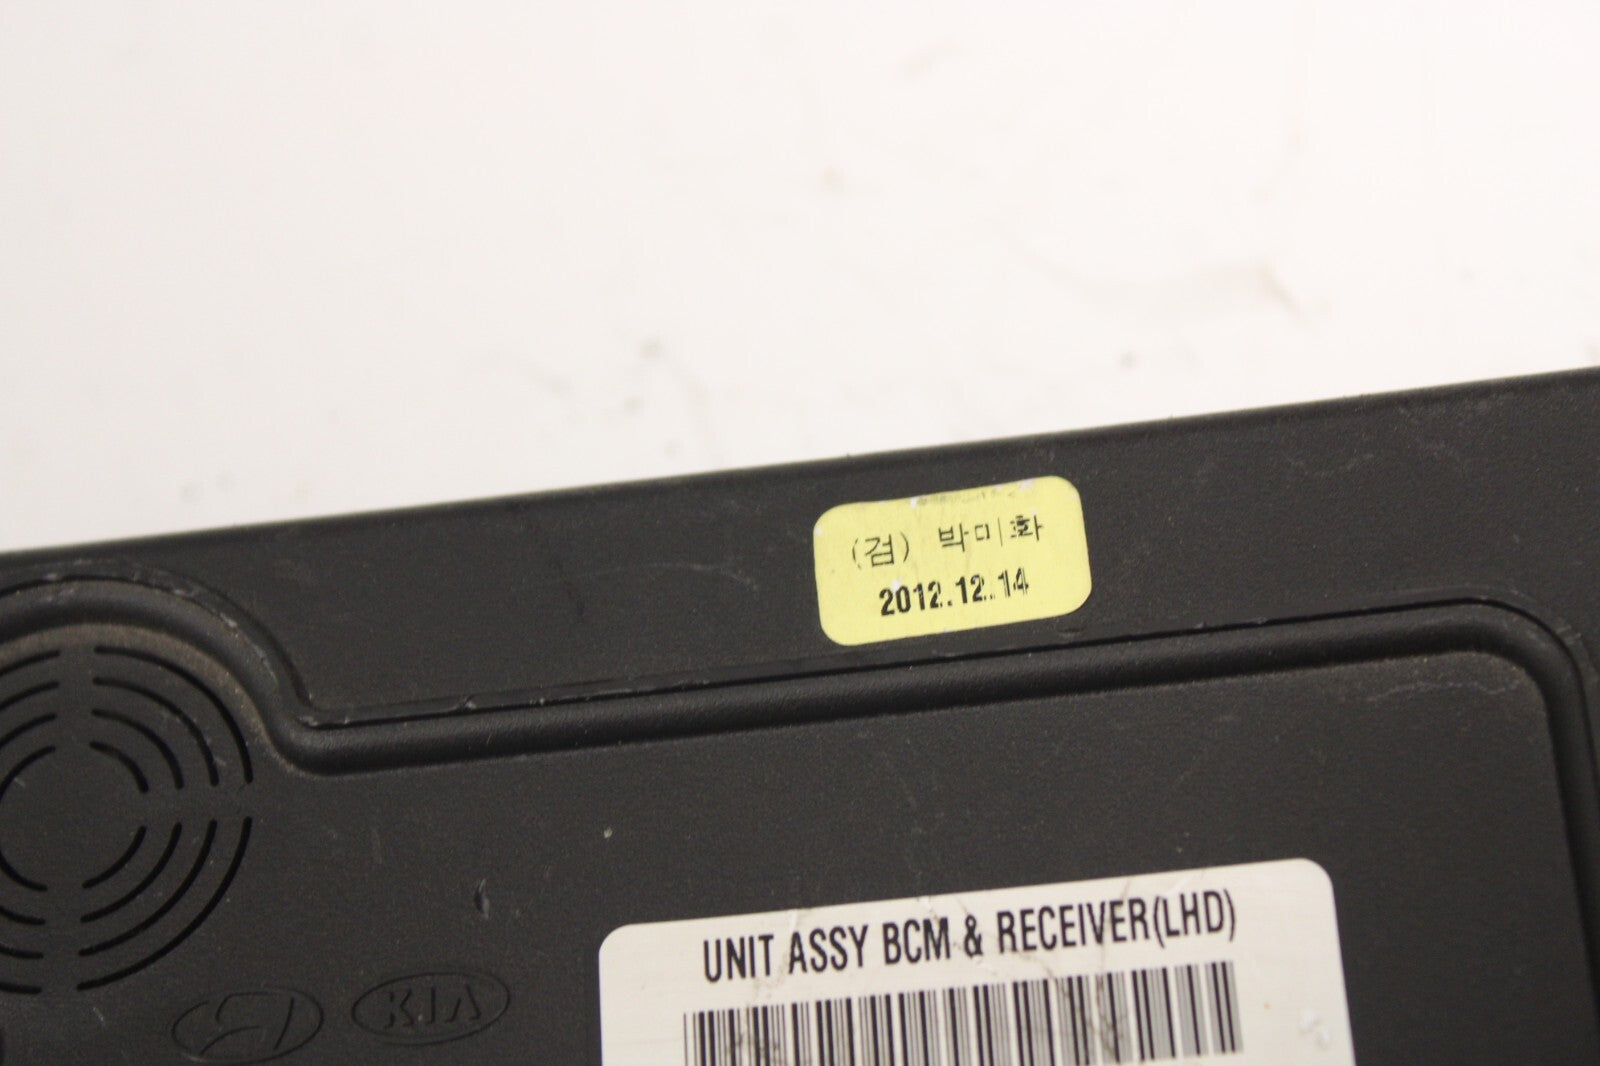 (검) 박미화
2012.12.14
UNIT ASSY BCM & RECEIVER(LHD)
KIA